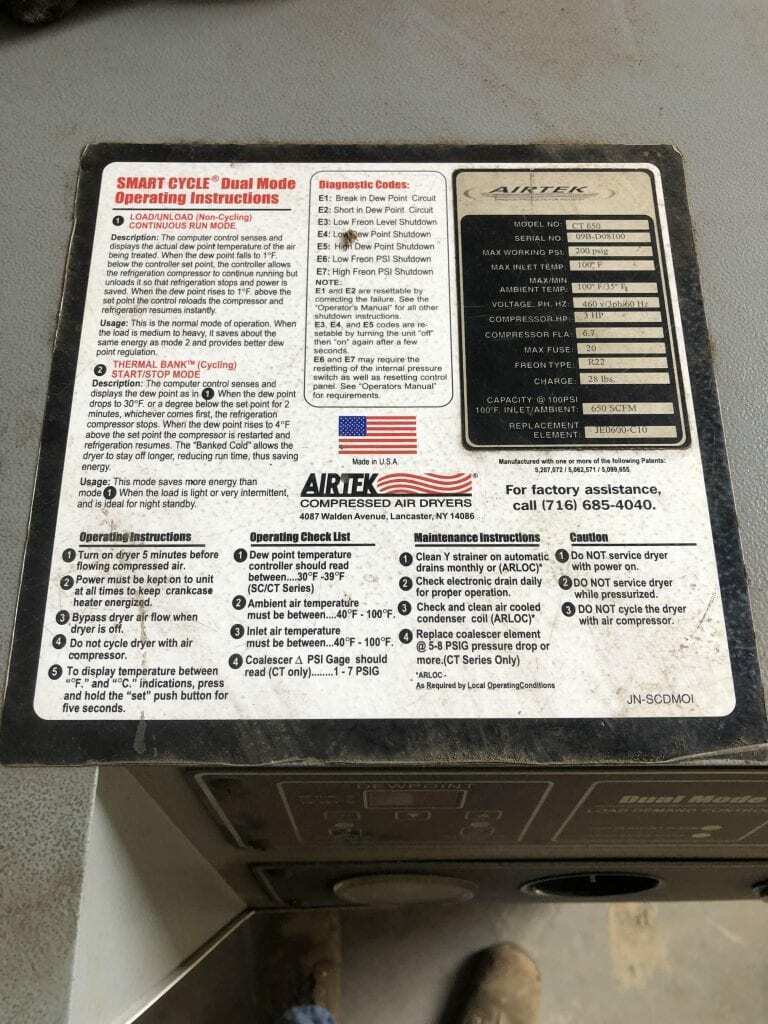 SMART CYCLE® Dual Mode
Operating Instructions
1 LOAD/UNLOAD (Non-Cycling)
CONTINUOUS RUN MODE
Description: The computer control senses and
displays the actual dew point temperature of the air
being treated. When the dew point falls to 1°F.
below the controller set point, the controller allows
the refrigeration compressor to continue running but
unloads it so that refrigeration stops and power is
saved. When the dew point rises to 1°F. above the
set point the control reloads the compressor and
refrigeration resumes instantly.
Usage: This is the normal mode of operation. When
the load is medium to heavy, it saves about the
same energy as mode 2 and provides better dew
point regulation.
2 THERMAL BANK™ (Cycling)
START/STOP MODE
Description: The computer control senses and
displays the dew point as in 1 When the dew point
drops to 30°F. or a degree below the set point for 2
minutes, whichever comes first, the refrigeration
compressor stops. When the dew point rises to 4°F
above the set point the compressor is restarted and
refrigeration resumes. The "Banked Cold" allows the
dryer to stay off longer, reducing run time, thus saving
energy.
Usage: This mode saves more energy than
mode 1 When the load is light or very intermittent,
and is ideal for night standby.
Diagnostic Codes:
E1: Break in Dew Point Circuit
E2: Short in Dew Point Circuit
E3: Low Freon Level Shutdown
E4: Low Dew Point Shutdown
E5: High Dew Point Shutdown
E6: Low Freon PSI Shutdown
E7: High Freon PSI Shutdown
NOTE:
E1 and E2 are resettable by
correcting the failure. See the
"Operator's Manual" for all other
shutdown instructions.
E3, E4, and E5 codes are re-
setable by turning the unit "off"
then "on" again after a few
seconds.
E6 and E7 may require the
resetting of the internal pressure
switch as well as resetting control
panel. See "Operators Manual"
for requirements.
Made in U.S.A.
AIRTEK®
COMPRESSED AIR DRYERS
4087 Walden Avenue, Lancaster, NY 14086
AIRTEK
MODEL NO: CT 650
SERIAL NO: 09B-D08100
MAX WORKING PSI: 200 psig
MAX INLET TEMP: 100° F
MAX/MIN
AMBIENT TEMP. 100° F/35° F
VOLTAGE. PH. HZ: 460 v/3ph/60 Hz
COMPRESSOR HP: 3 HP
COMPRESSOR FLA: 6.7
MAX FUSE: 20
FREON TYPE: R22
CHARGE: 28 lbs.
CAPACITY @ 100PSI
100°F. INLET/AMBIENT: 650 SCFM
REPLACEMENT
ELEMENT: JE0600-C10
Manufactured with one or more of the following Patents:
5,207,072 / 5,062,571 / 5,099,655
For factory assistance,
call (716) 685-4040.
Operating Instructions
1 Turn on dryer 5 minutes before
flowing compressed air.
2 Power must be kept on to unit
at all times to keep crankcase
heater energized.
3 Bypass dryer air flow when
dryer is off.
4 Do not cycle dryer with air
compressor.
5 To display temperature between
"°F." and "°C." indications, press
and hold the "set" push button for
five seconds.
Operating Check List
1 Dew point temperature
controller should read
between....30°F -39°F
(SC/CT Series)
2 Ambient air temperature
must be between...40°F - 100°F.
3 Inlet air temperature
must be between...40°F - 100°F.
4 Coalescer Δ PSI Gage should
read (CT only)........1 - 7 PSIG
Maintenance Instructions
1 Clean Y strainer on automatic
drains monthly or (ARLOC)*
2 Check electronic drain daily
for proper operation.
3 Check and clean air cooled
condenser coil (ARLOC)*
4 Replace coalescer element
@ 5-8 PSIG pressure drop or
more.(CT Series Only)
*ARLOC -
As Required by Local OperatingConditions
Caution
1 Do NOT service dryer
with power on.
2 DO NOT service dryer
while pressurized.
3 DO NOT cycle the dryer
with air compressor.
JN-SCDMOI
DEWPOINT
Dual Mode